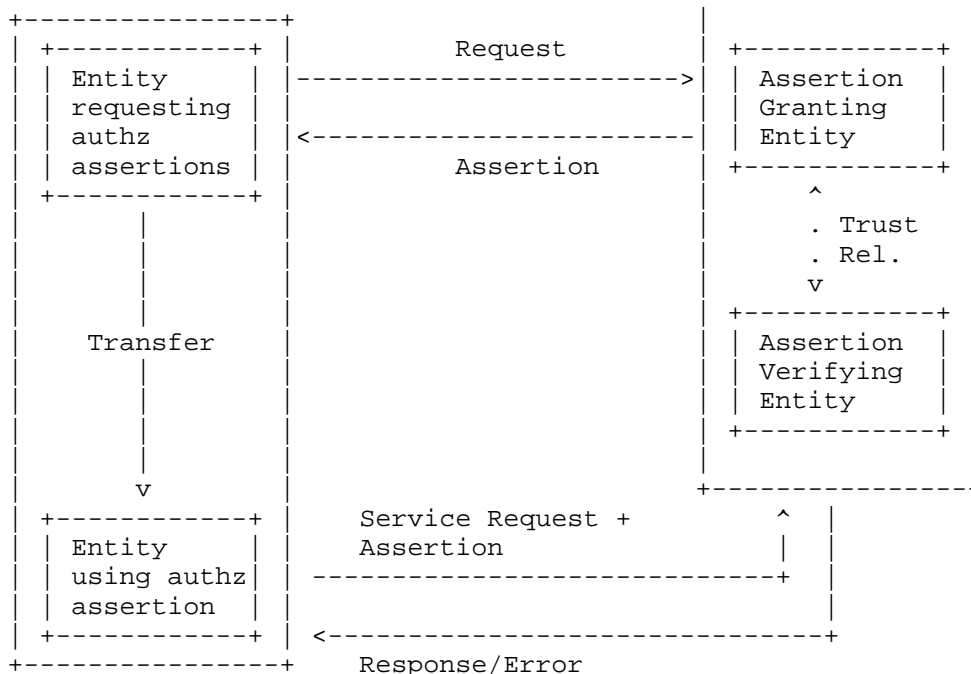 Request
Entity
requesting
authz
assertions
Assertion
Granting
Entity
Assertion
. Trust
. Rel.
v
Transfer
Assertion
Verifying
Entity
v
Service Request +
Assertion
Entity
using authz
assertion
Response/Error